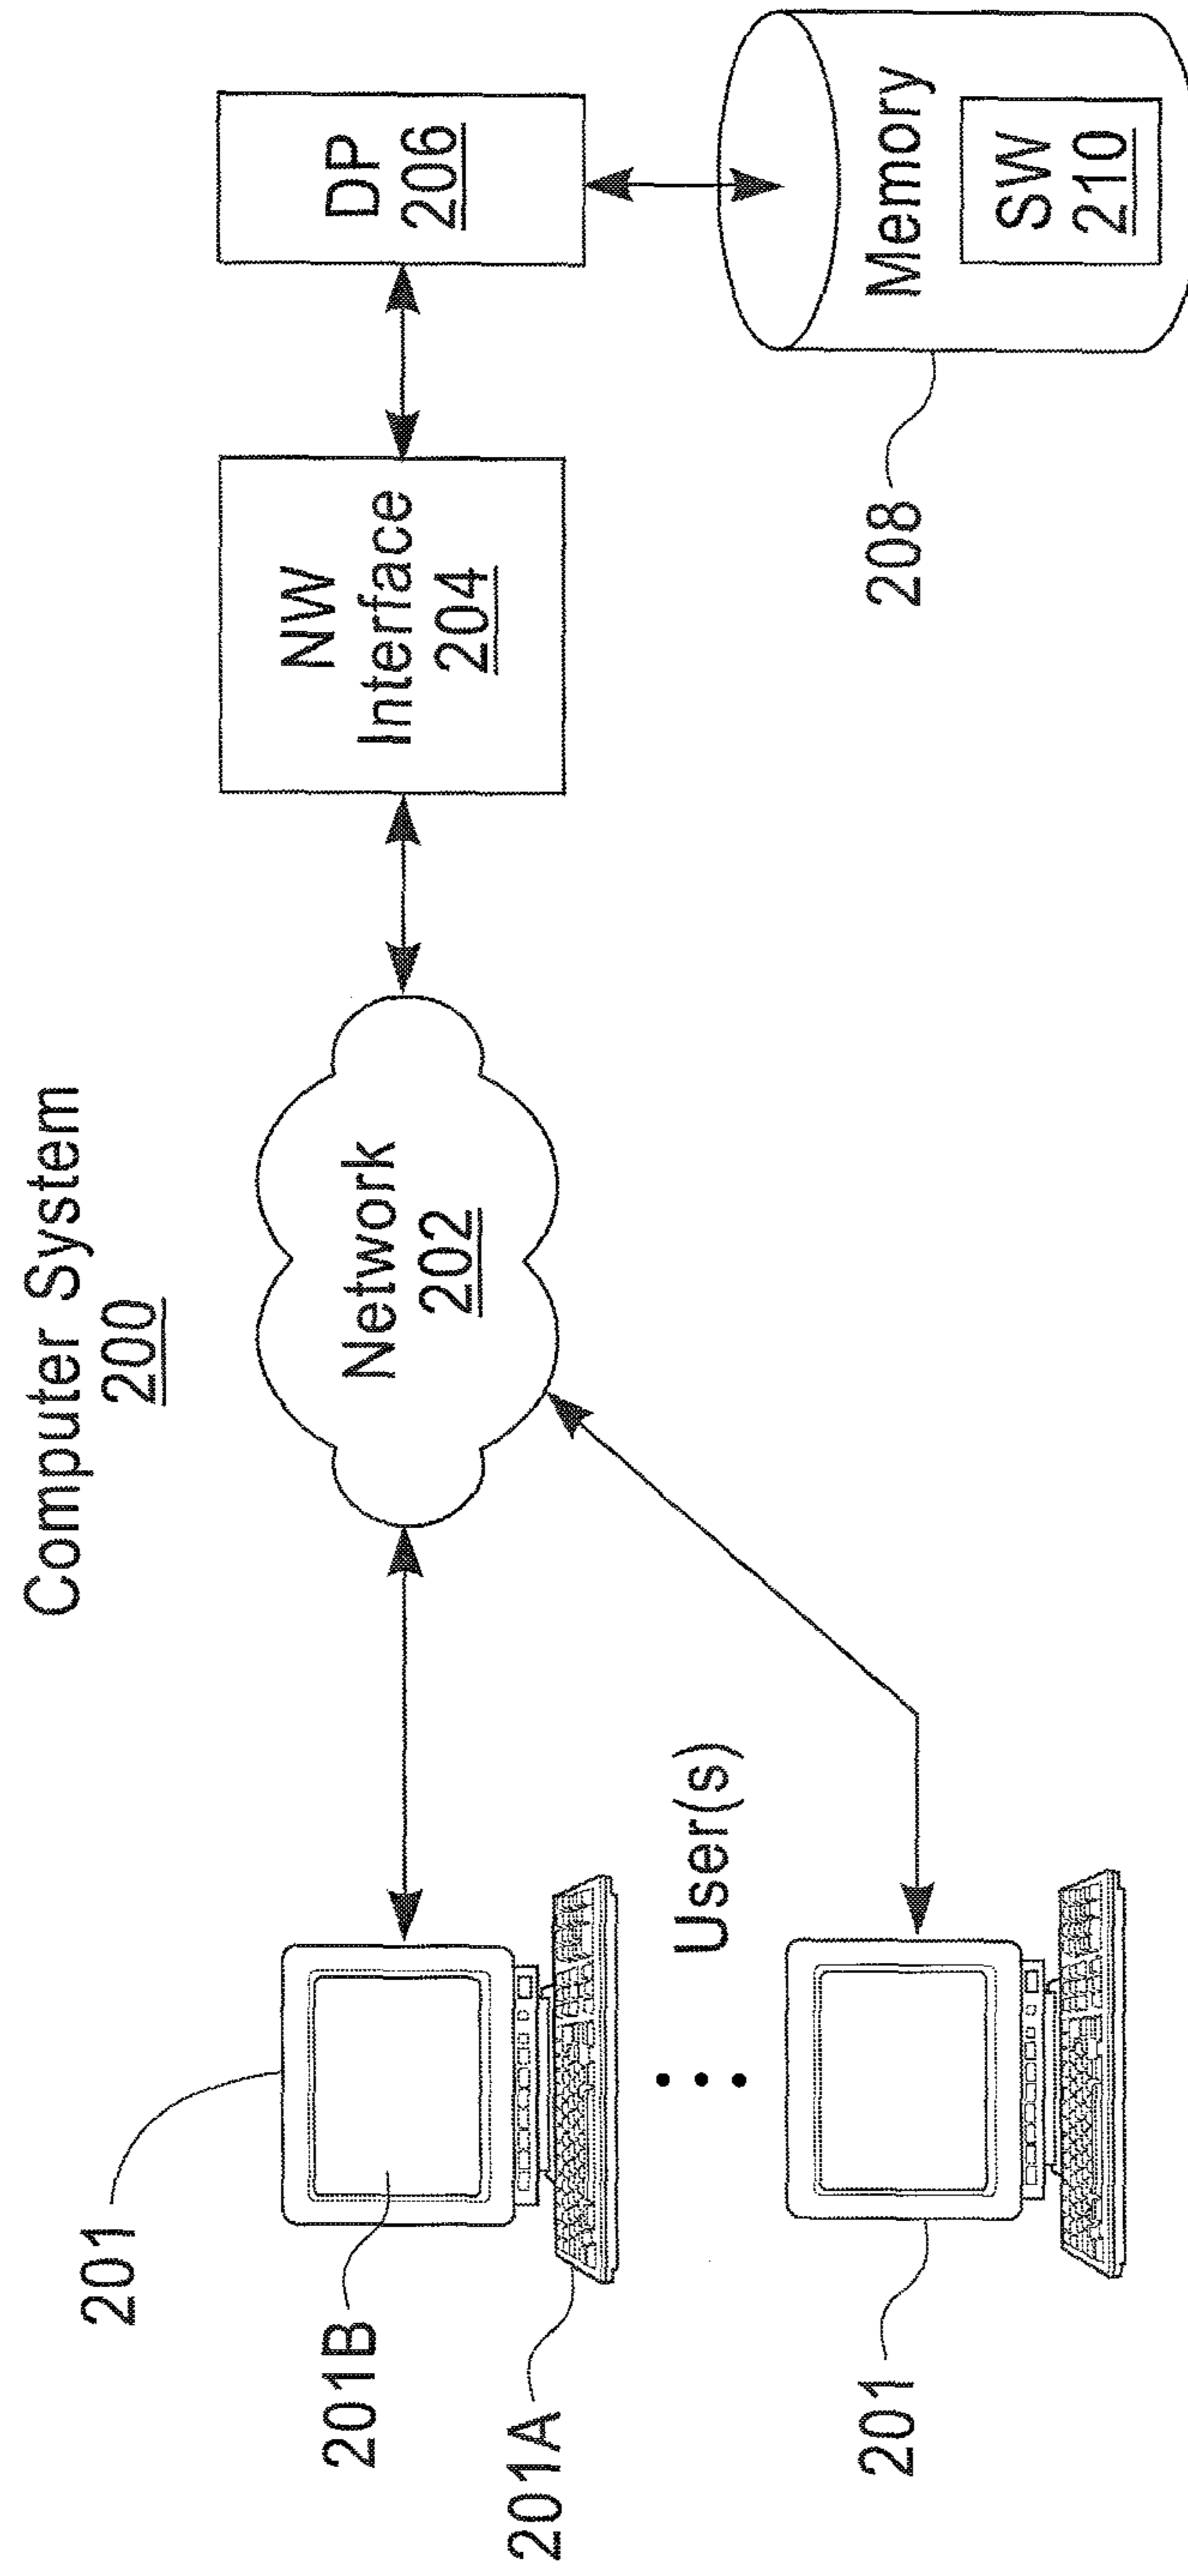 Computer System
200
201
201B
201A
User(s)
201
Network
202
NW
Interface
204
DP
206
Memory
SW
210
208